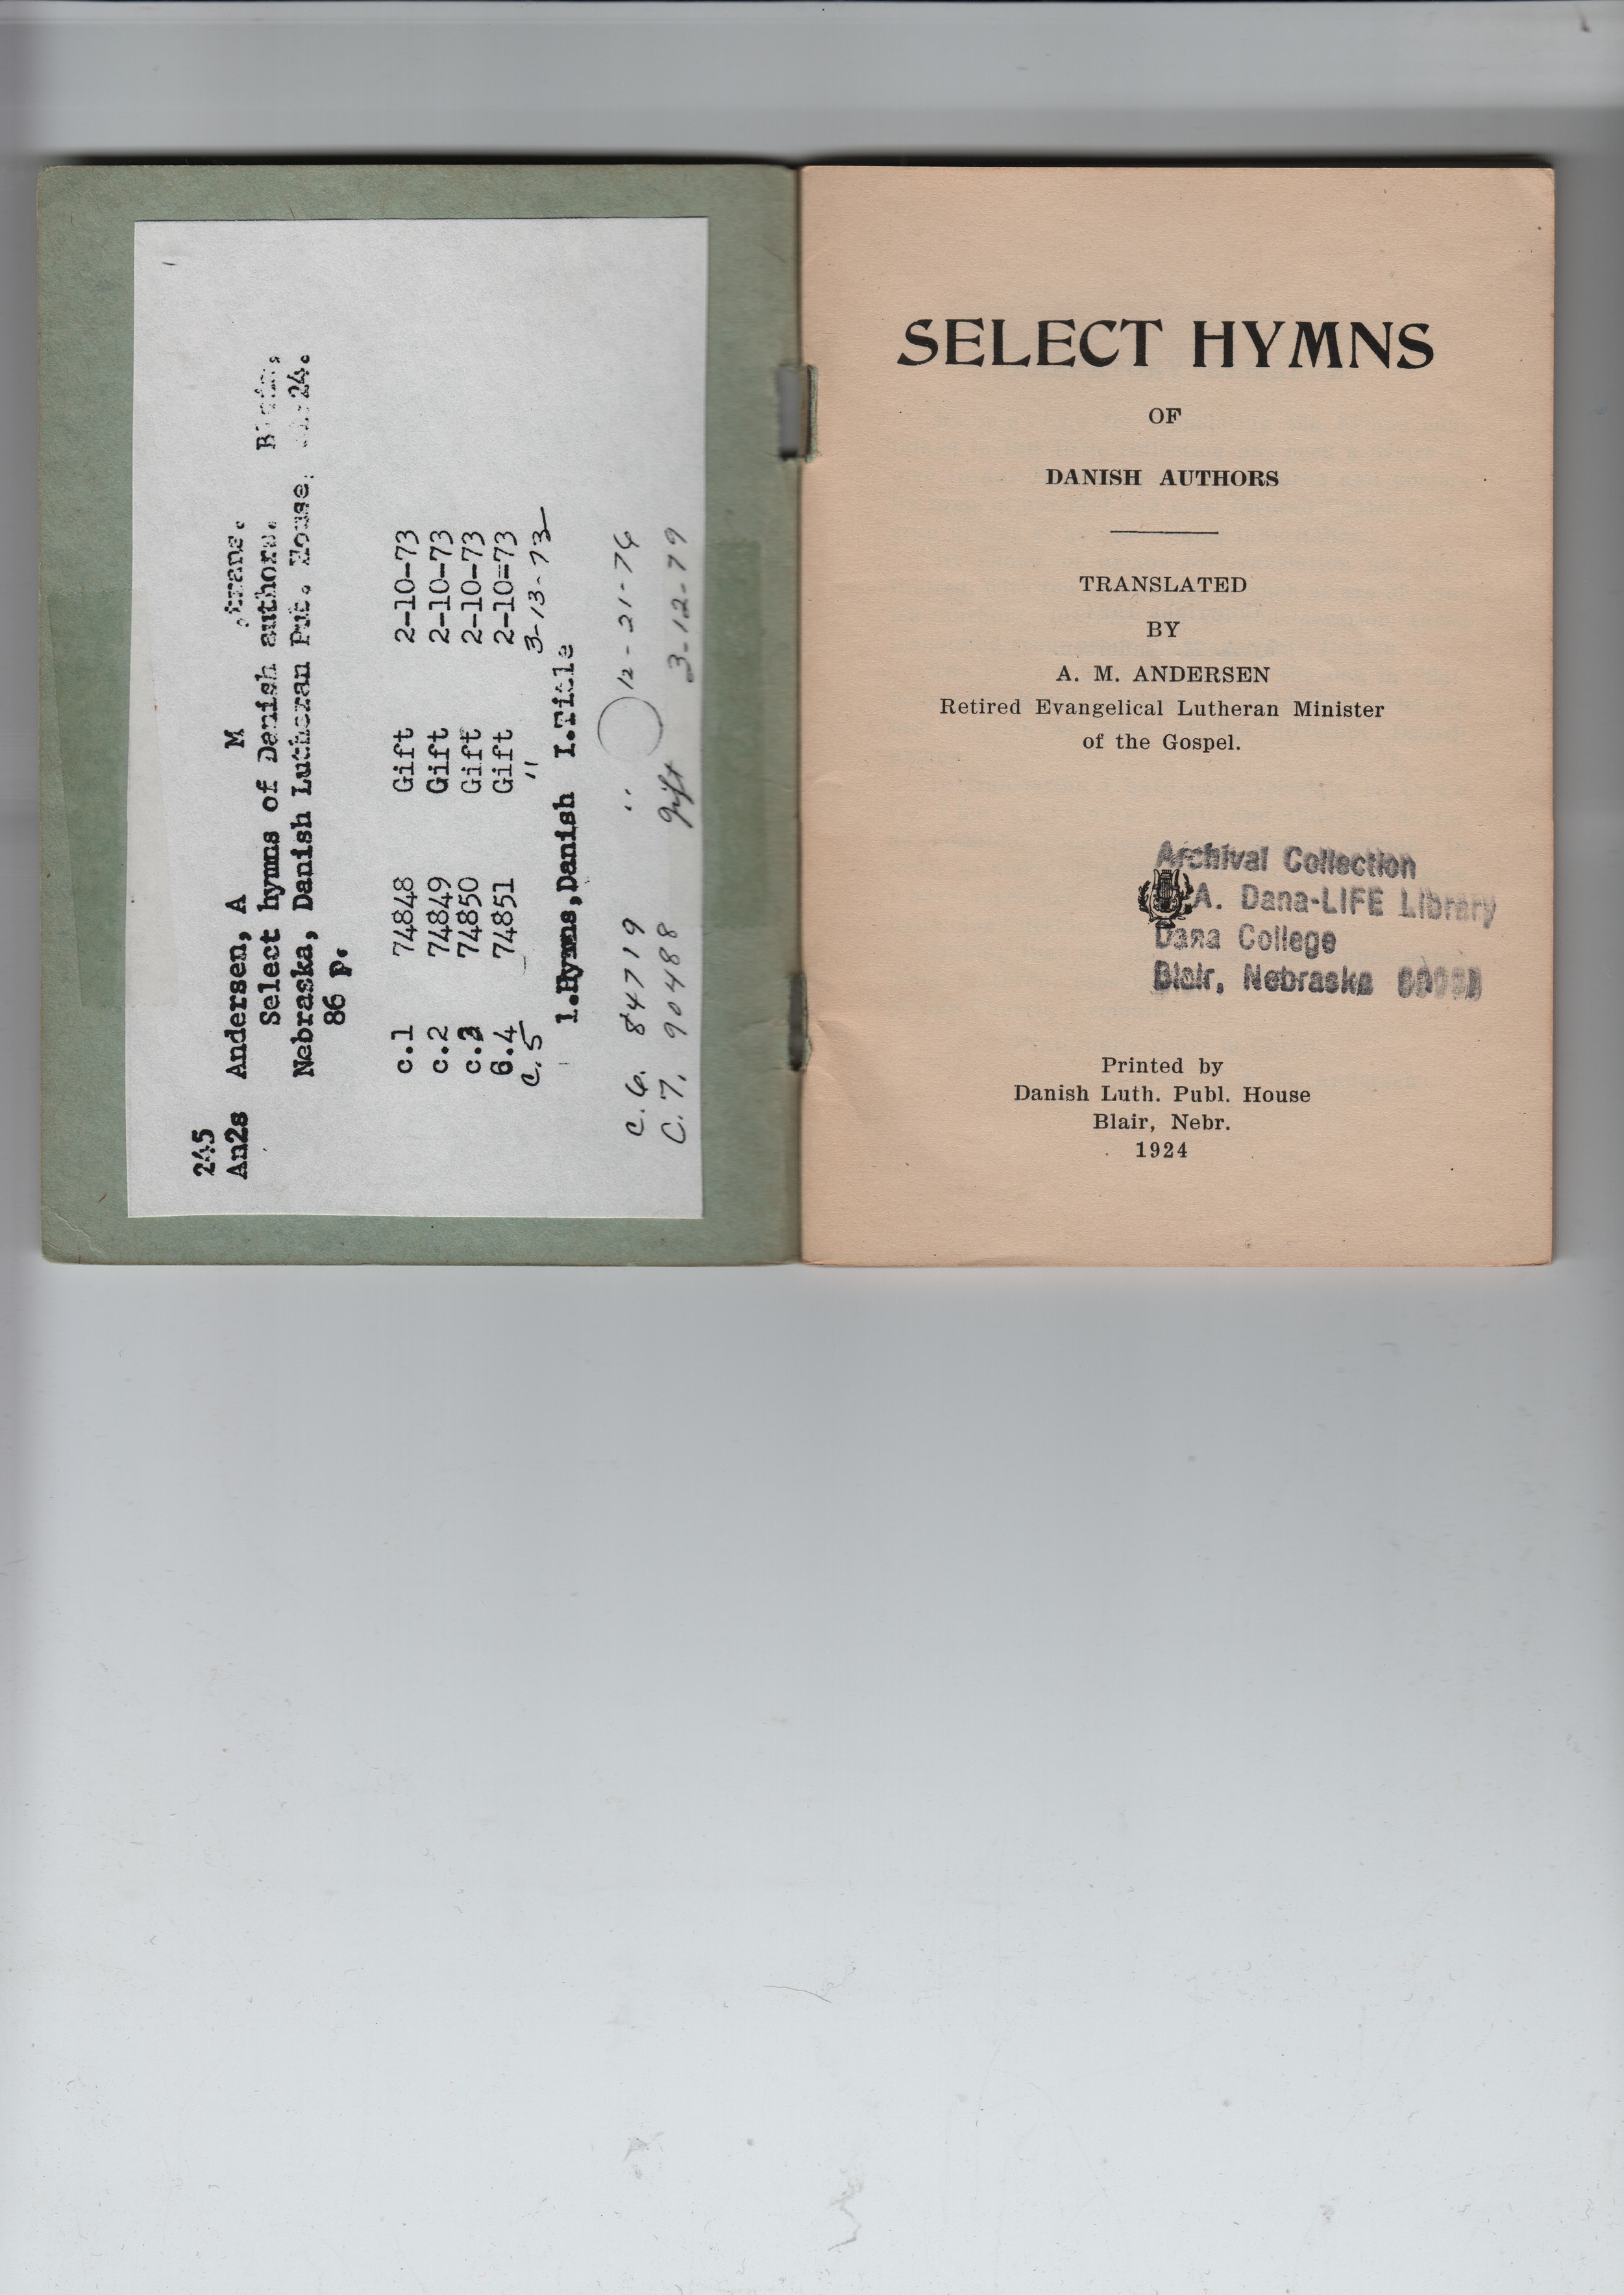 245
An2s Andersen, A M
Select hymns of Danish authors.
Nebraska, Danish Lutheran Pub. House,
86 p.
c.1 74848 Gift 2-10-73
c.2 74849 Gift 2-10-73
c.3 74850 Gift 2-10-73
c.4 74851 Gift 2-10-73
c.5 " 3-13-73
1.Hymns,Danish I.Title
c.6. 84719 " 12-21-76
c.7. 90488 gift 3-12-79
SELECT HYMNS
OF
DANISH AUTHORS
TRANSLATED
BY
A. M. ANDERSEN
Retired Evangelical Lutheran Minister
of the Gospel.
Archival Collection
A. Dana-LIFE Library
Dana College
Blair, Nebraska
Printed by
Danish Luth. Publ. House
Blair, Nebr.
1924